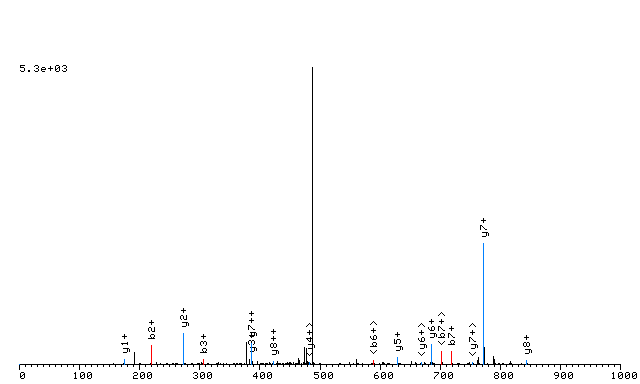 5.3e+03
y1+
b2+
y2+
b3+
y3+
y7++
y8++
y4+>
b6+>
y5+
y6+>
y6+
b7+>
b7+
y7+>
y7+
y8+
0 100 200 300 400 500 600 700 800 900 1000